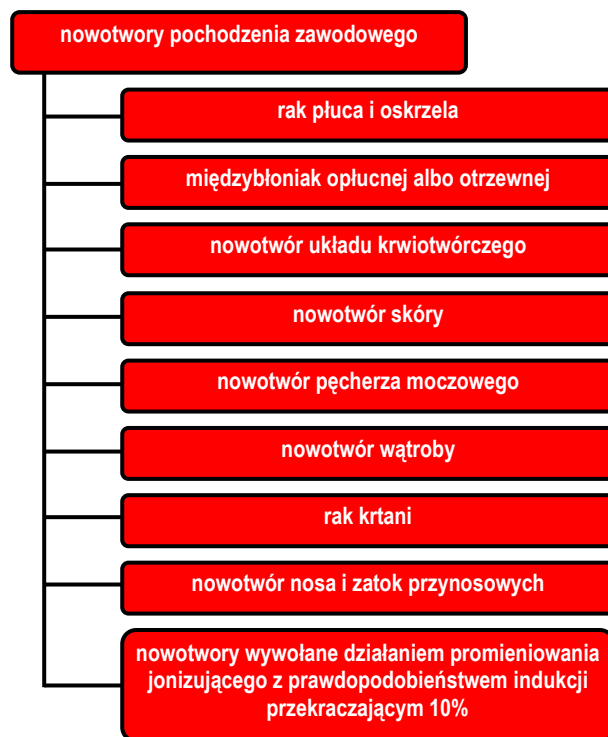 nowotwory pochodzenia zawodowego
rak płuca i oskrzela
międzybłoniak opłucnej albo otrzewnej
nowotwór układu krwiotwórczego
nowotwór skóry
nowotwór pęcherza moczowego
nowotwór wątroby
rak krtani
nowotwór nosa i zatok przynosowych
nowotwory wywołane działaniem promieniowania
jonizującego z prawdopodobieństwem indukcji
przekraczającym 10%